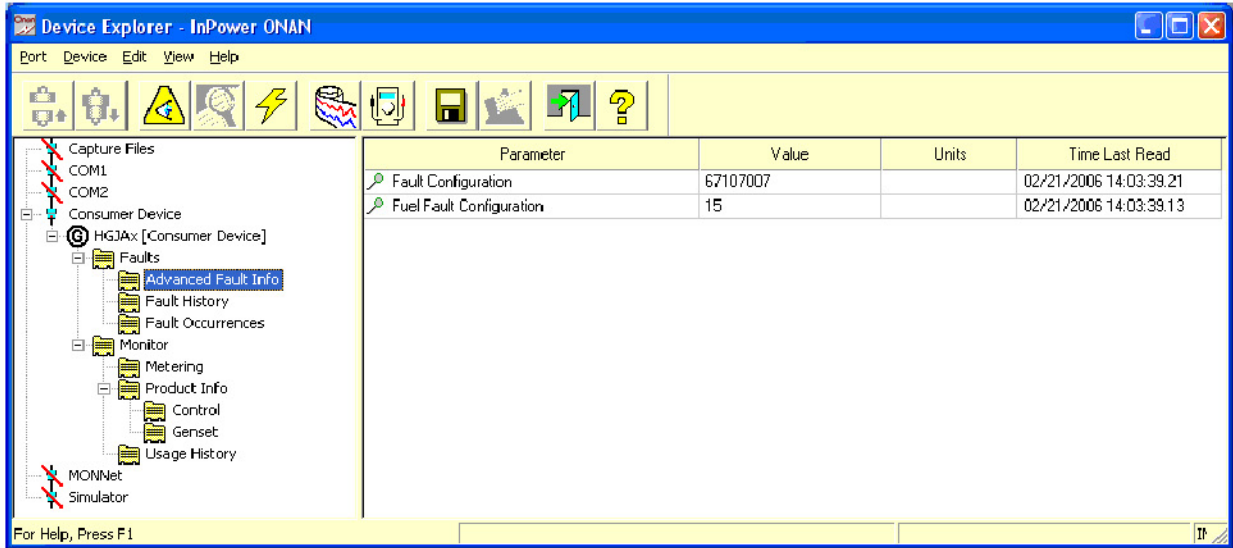 Device Explorer - InPower ONAN
Port Device Edit View Help
Capture Files
COM1
COM2
Consumer Device
G HGJAx [Consumer Device]
Faults
Advanced Fault Info
Fault History
Fault Occurrences
Monitor
Metering
Product Info
Control
Genset
Usage History
MONNet
Simulator
Parameter Value Units Time Last Read
Fault Configuration 67107007 02/21/2006 14:03:39.21
Fuel Fault Configuration 15 02/21/2006 14:03:39.13
For Help, Press F1